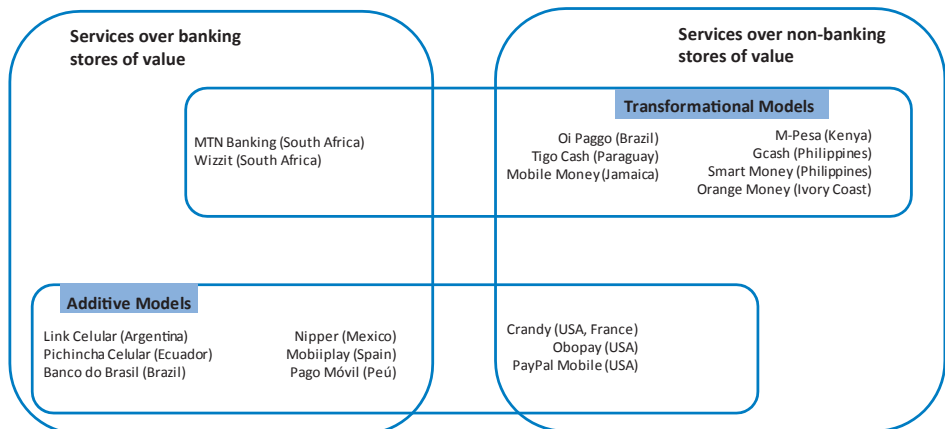 Services over banking
stores of value
Services over non-banking
stores of value
Transformational Models
MTN Banking (South Africa)
Wizzit (South Africa)
Oi Paggo (Brazil)
Tigo Cash (Paraguay)
Mobile Money (Jamaica)
M-Pesa (Kenya)
Gcash (Philippines)
Smart Money (Philippines)
Orange Money (Ivory Coast)
Additive Models
Link Celular (Argentina)
Pichincha Celular (Ecuador)
Banco do Brasil (Brazil)
Nipper (Mexico)
Mobiiplay (Spain)
Pago Móvil (Peú)
Crandy (USA, France)
Obopay (USA)
PayPal Mobile (USA)